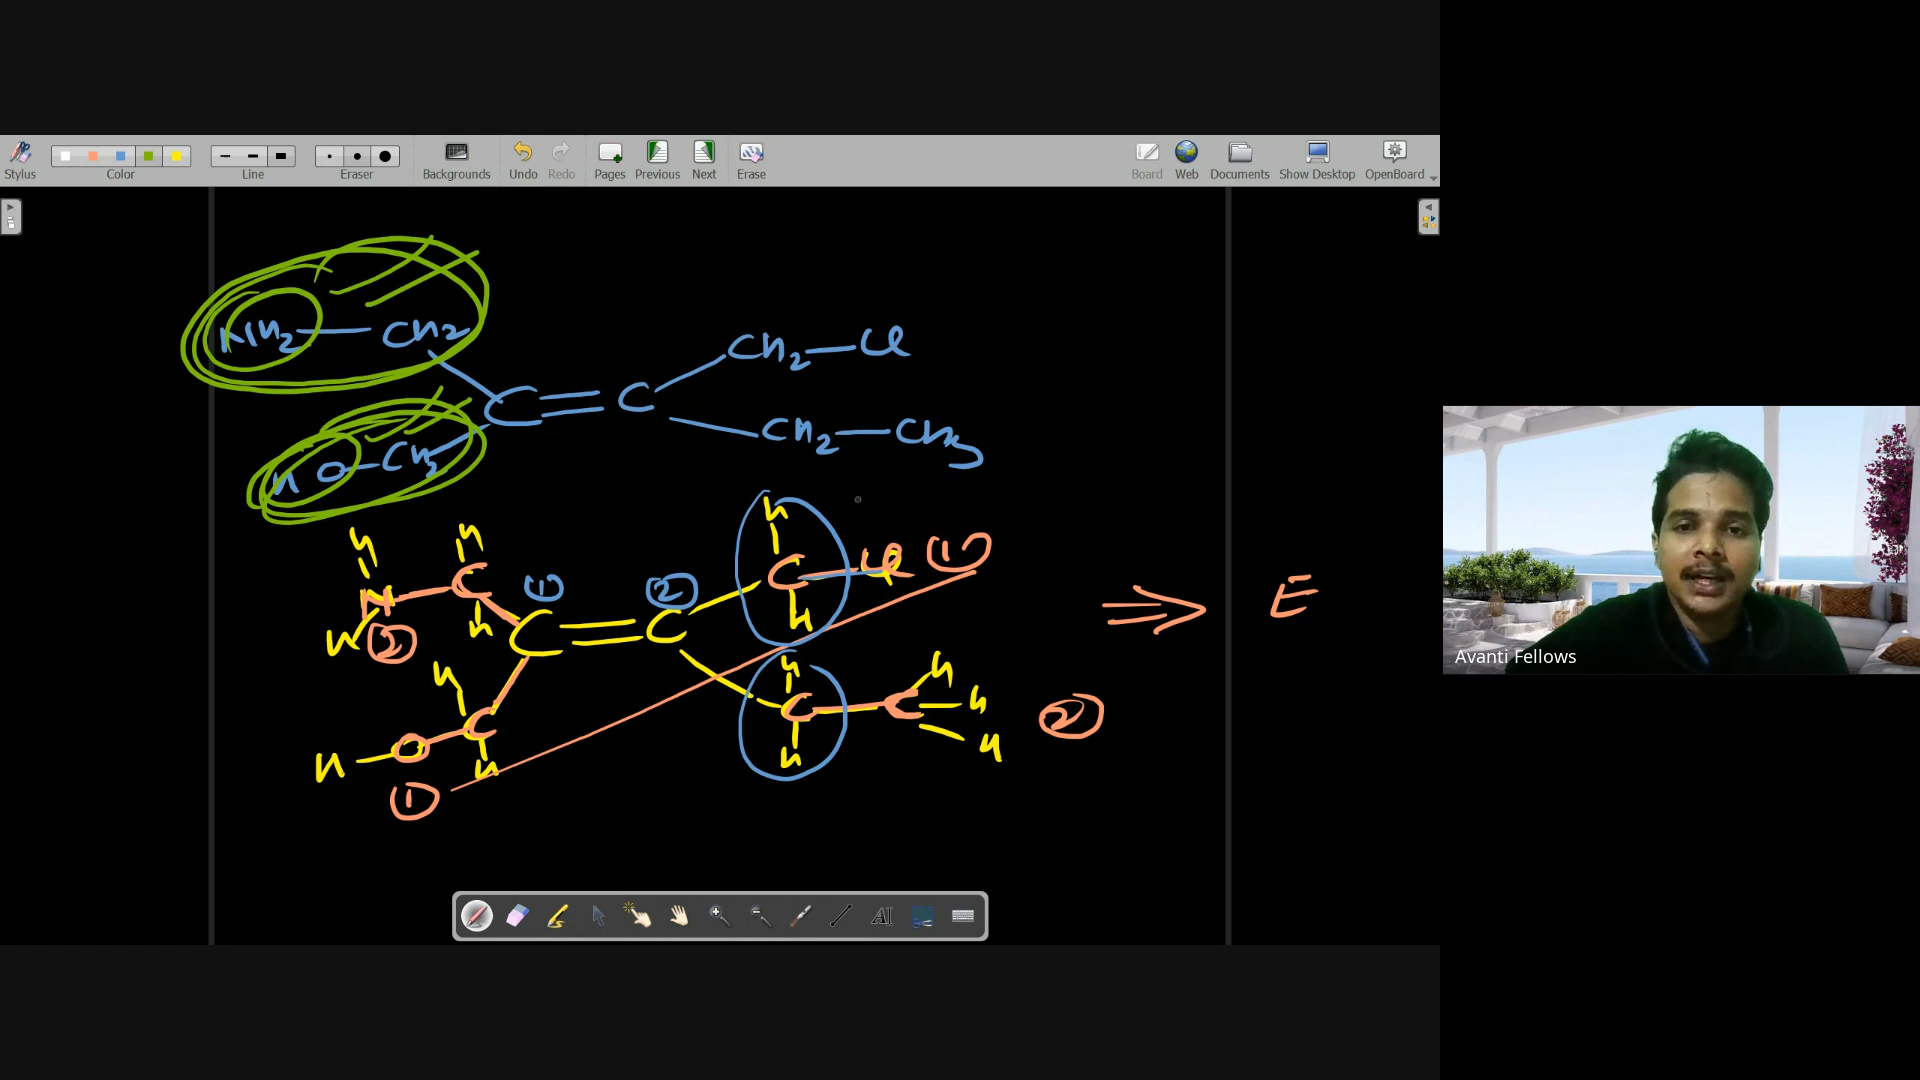 Stylus Color Line Eraser Backgrounds Undo Redo Pages Previous Next Erase Board Web Documents Show Desktop OpenBoard
NH2 — CH2
CH2 — Cl
C = C
HO — CH2
CH2 — CH3
H H H
C Cl ①
① ②
N C
H H H
② C = C
E
H H H H
C C H
O C H ②
H H H H
①
AI
Avanti Fellows